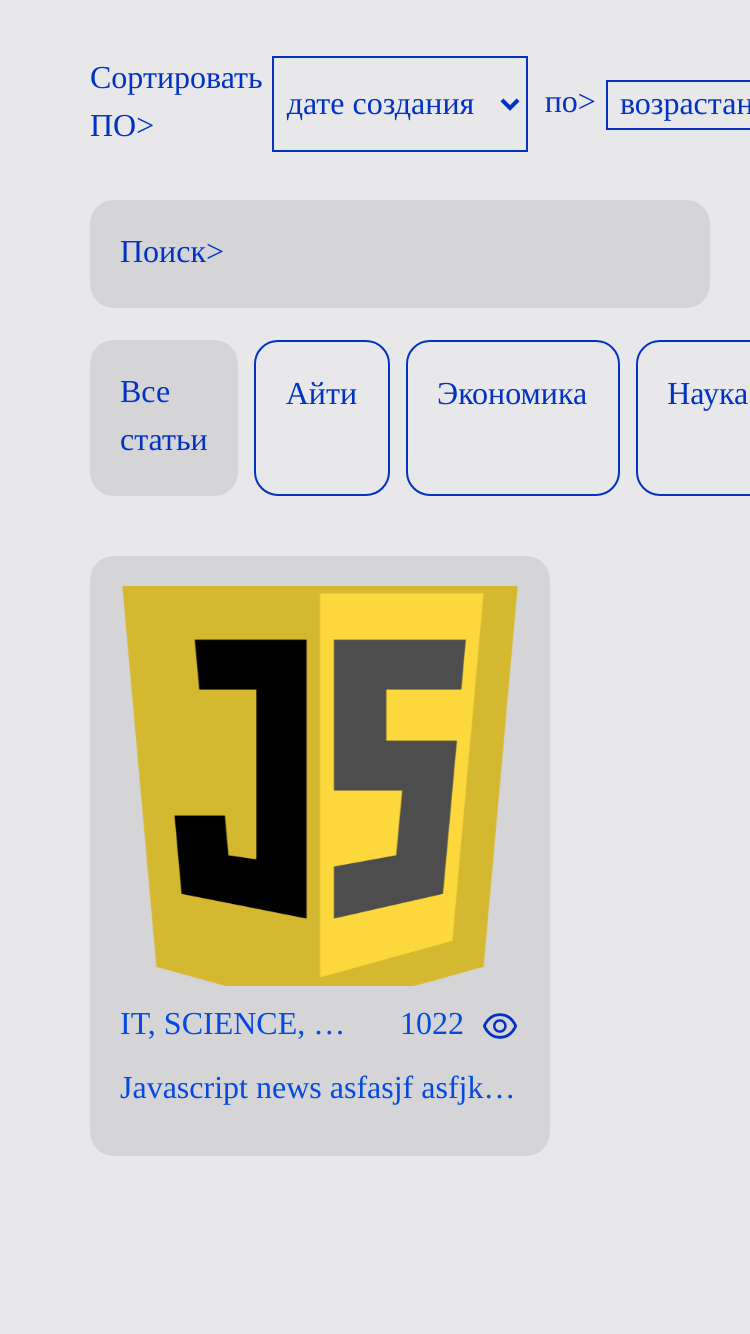 Сортировать
ПО>
дате создания
по>
возрастан
Поиск>
Все
статьи
Айти
Экономика
Наука
JS
IT, SCIENCE, …
1022
Javascript news asfasjf asfjk…